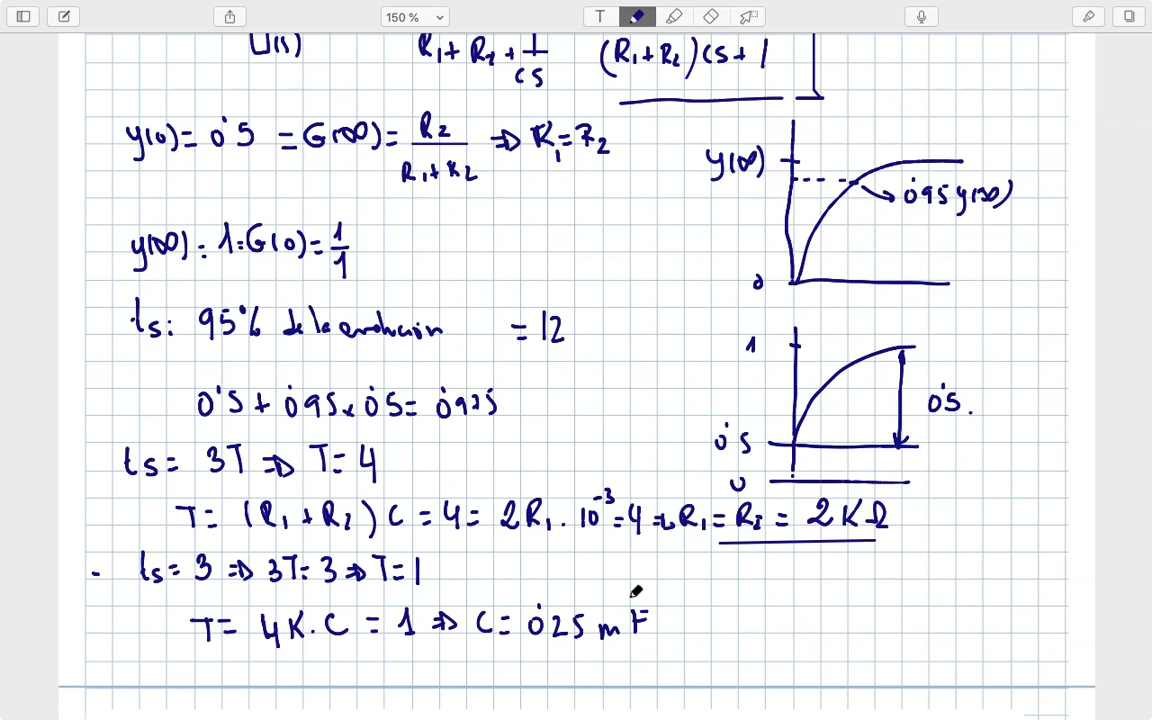 150 %
U(s) R1 + R2 + 1/CS (R1+R2)CS + 1
y(0) = 0'5 = G(∞) = R2/(R1+R2) => R1 = R2
y(∞)
0'95 y(∞)
0
y(∞) = 1 = G(0) = 1/1
ts: 95% de la evolución = 12
1
0'5 + 0'95 x 0'5 = 0'925
0'5.
0'5
ts = 3T => T = 4
0
T = (R1 + R2) C = 4 = 2R1 · 10^-3 = 4 => R1 = R2 = 2KΩ
- ts = 3 => 3T = 3 => T = 1
T = 4K · C = 1 => C = 0'25 mF